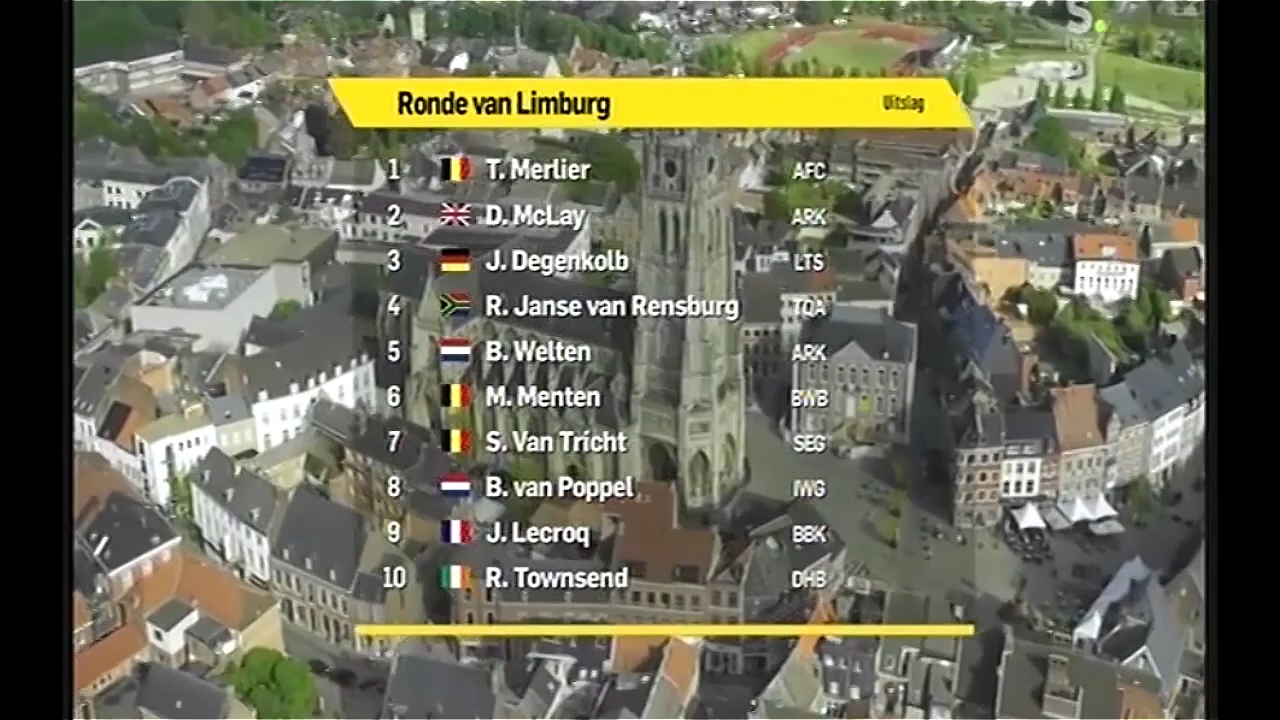 S.
Ronde van Limburg Uitslag
1 T. Merlier AFC
2 D. McLay ARK
3 J. Degenkolb LTS
4 R. Janse van Rensburg TQA
5 B. Welten ARK
6 M. Menten BWB
7 S. Van Tricht SEG
8 B. van Poppel IWG
9 J. Lecroq BBK
10 R. Townsend DHB